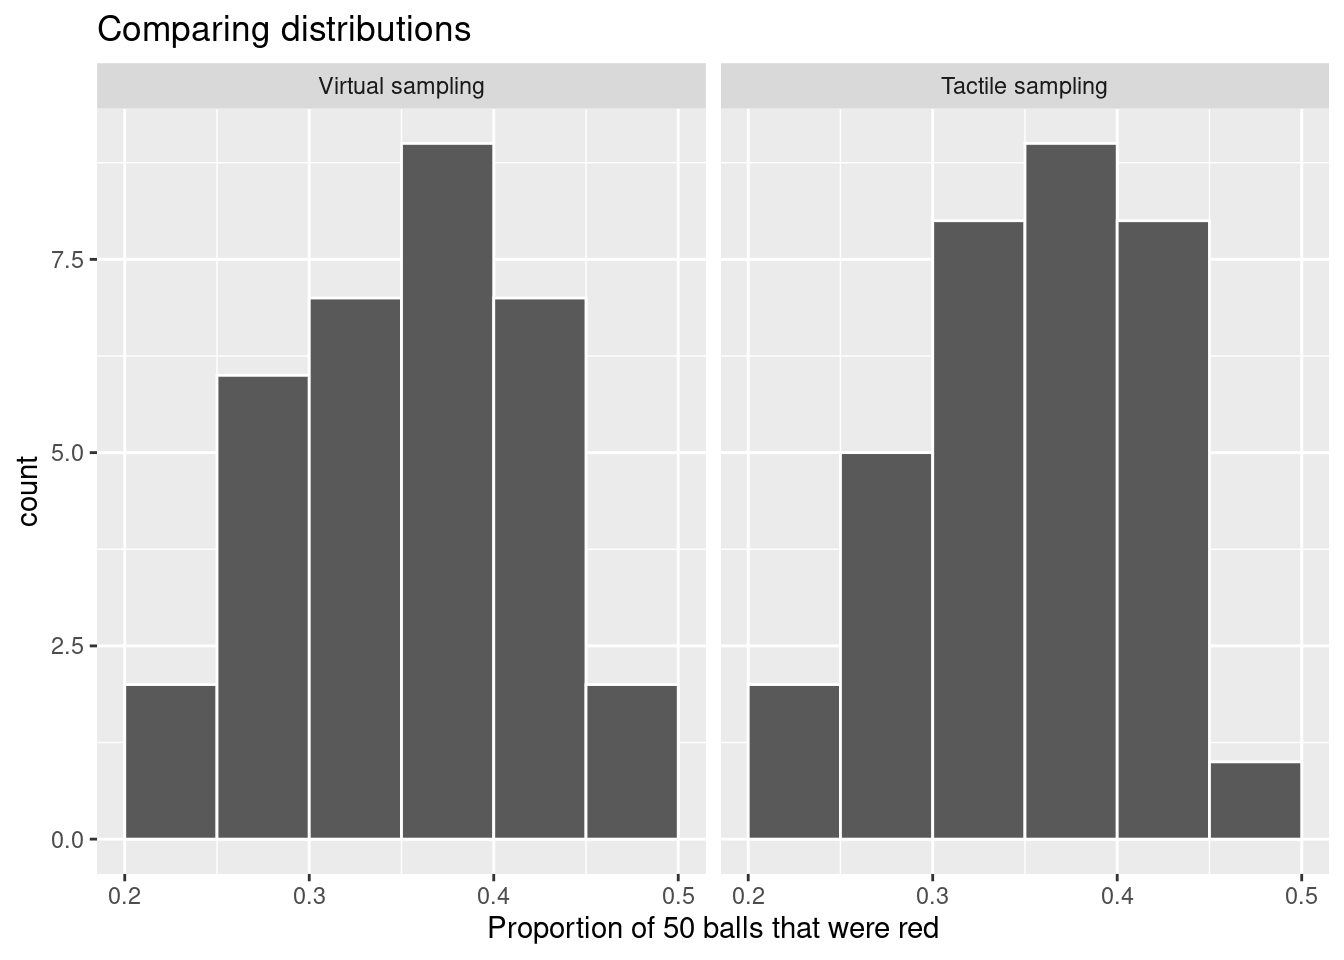 Comparing distributions
Virtual sampling
Tactile sampling
7.5
5.0
2.5
0.0
count
0.2 0.3 0.4 0.5
0.2 0.3 0.4 0.5
Proportion of 50 balls that were red